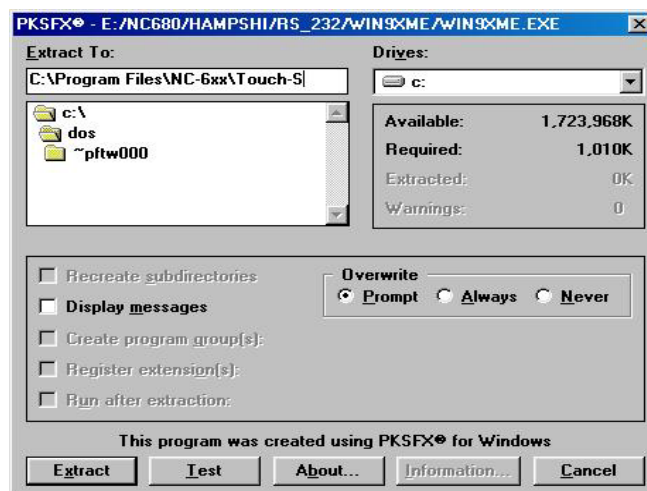 PKSFX® - E:/NC680/HAMPSHI/RS_232/WIN9XME/WIN9XME.EXE
Extract To:
Drives:
C:\Program Files\NC-6xx\Touch-S
c:
c:\
dos
~pftw000
Available: 1,723,968K
Required: 1,010K
Extracted: 0K
Warnings: 0
Recreate subdirectories
Overwrite
Prompt Always Never
Display messages
Create program group(s):
Register extension(s):
Run after extraction:
This program was created using PKSFX® for Windows
Extract Test About... Information... Cancel